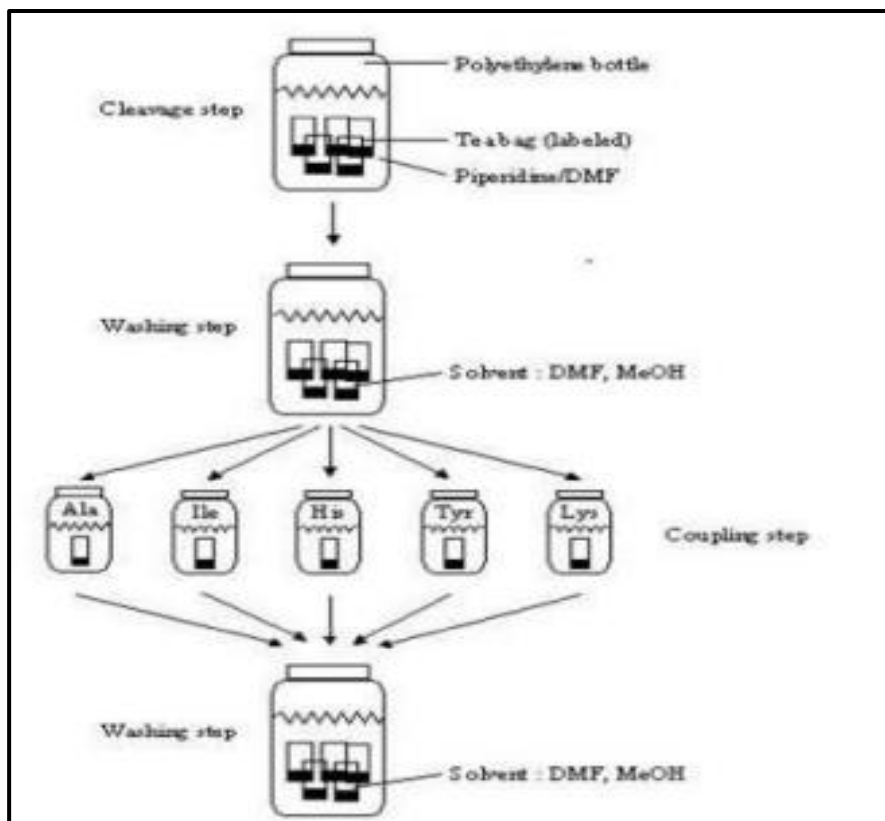 Polyethylene bottle
Cleavage step
Teabag (labeled)
Piperidine/DMF
Washing step
Solvent : DMF, MeOH
Ala Ile His Tyr Lys
Coupling step
Washing step
Solvent : DMF, MeOH